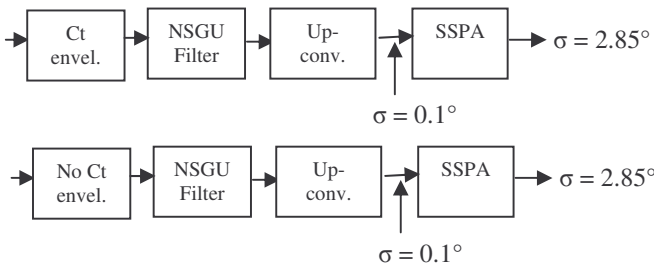 Ct
envel.
NSGU
Filter
Up-
conv.
SSPA
σ = 2.85°
σ = 0.1°
No Ct
envel.
NSGU
Filter
Up-
conv.
SSPA
σ = 2.85°
σ = 0.1°